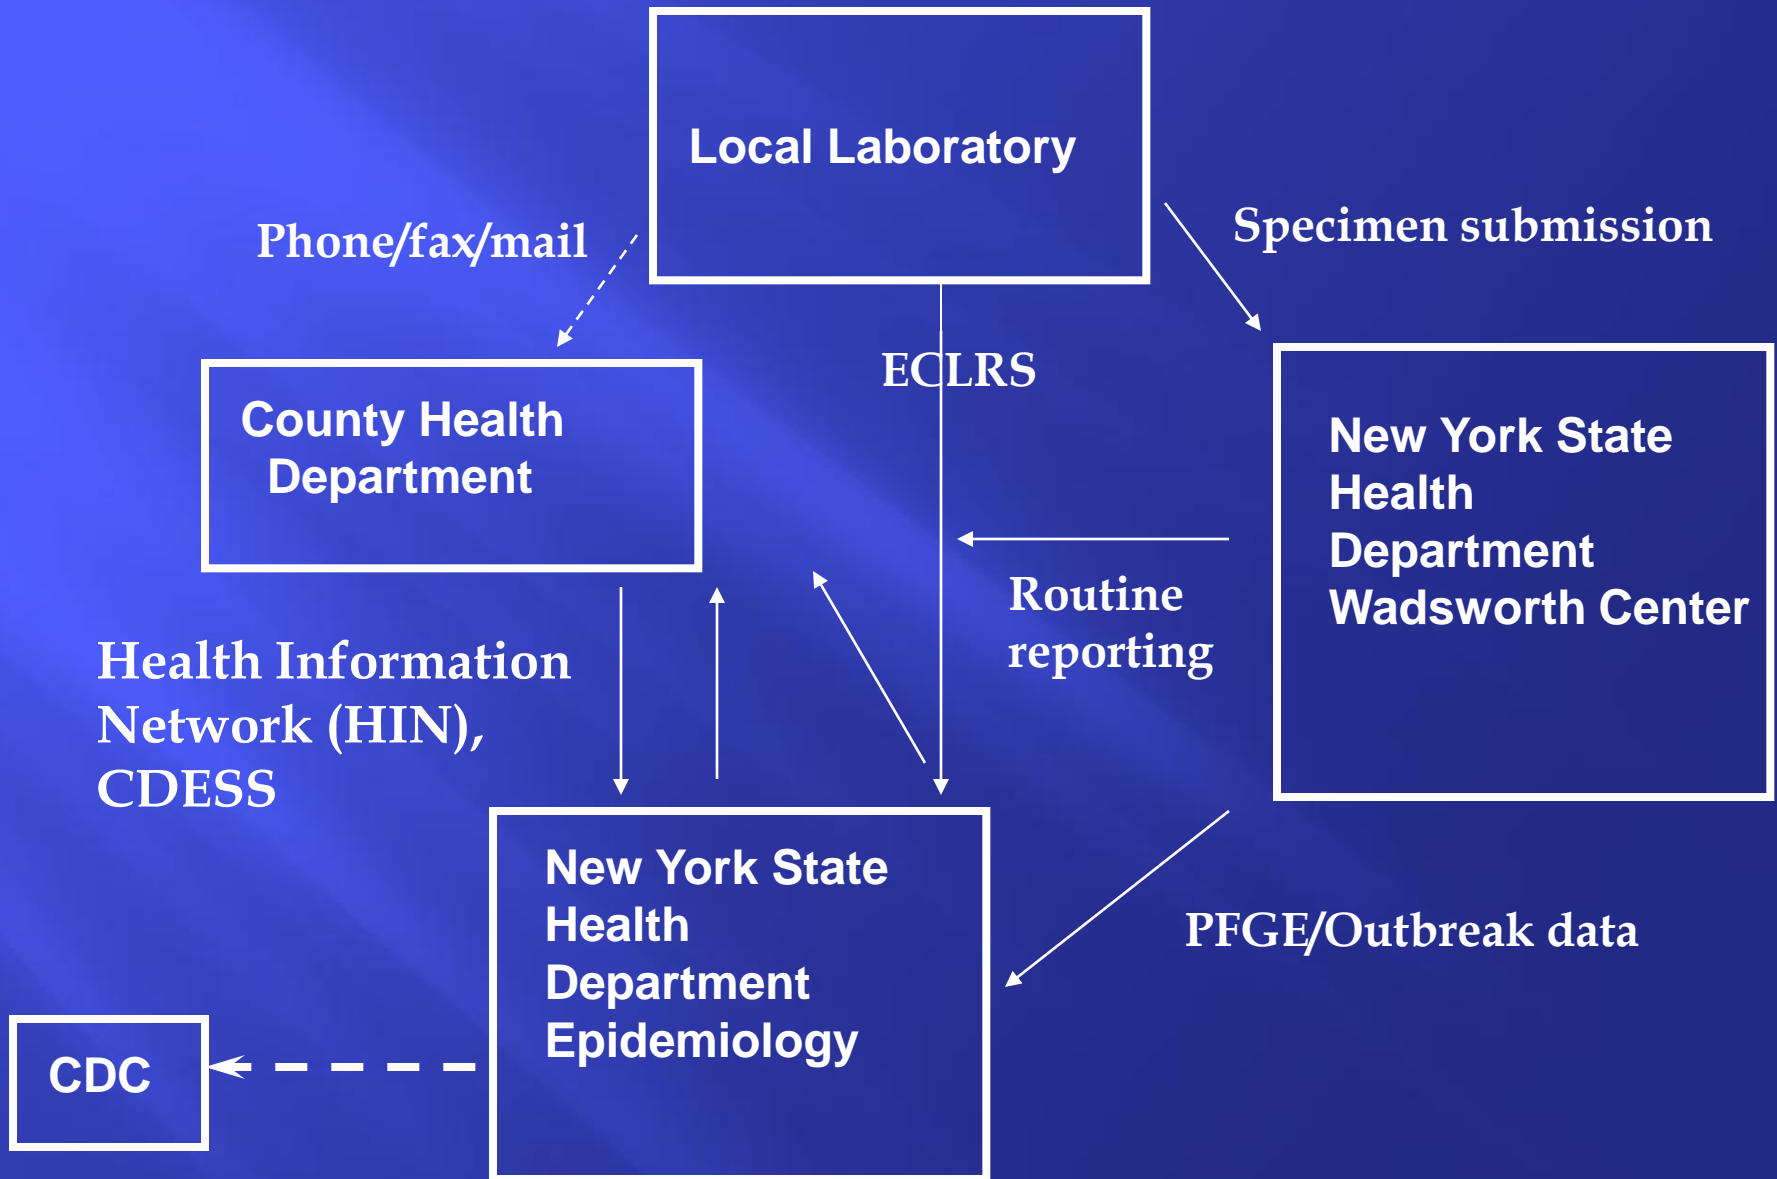 Local Laboratory
Phone/fax/mail
Specimen submission
ECLRS
County Health
Department
New York State
Health
Department
Wadsworth Center
Routine
reporting
Health Information
Network (HIN),
CDESS
New York State
Health
Department
Epidemiology
PFGE/Outbreak data
CDC